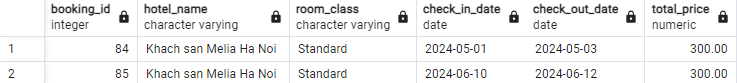 booking_id hotel_name room_class check_in_date check_out_date total_price
integer character varying character varying date date numeric
1 84 Khach san Melia Ha Noi Standard 2024-05-01 2024-05-03 300.00
2 85 Khach san Melia Ha Noi Standard 2024-06-10 2024-06-12 300.00